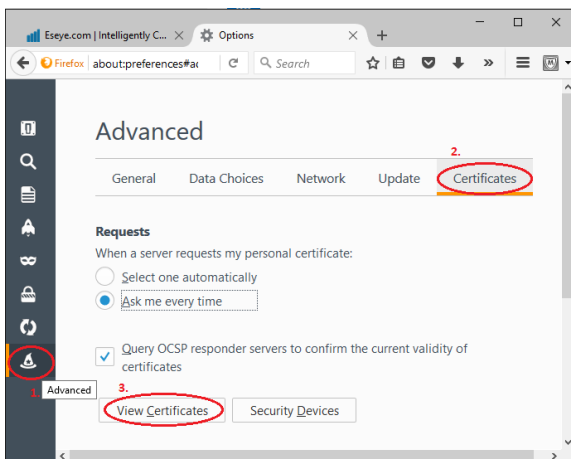 Eseye.com | Intelligently C...
Options
Firefox about:preferences#ac
Search
Advanced
2.
General Data Choices Network Update Certificates
Requests
When a server requests my personal certificate:
Select one automatically
Ask me every time
Query OCSP responder servers to confirm the current validity of
certificates
1. Advanced
3.
View Certificates Security Devices